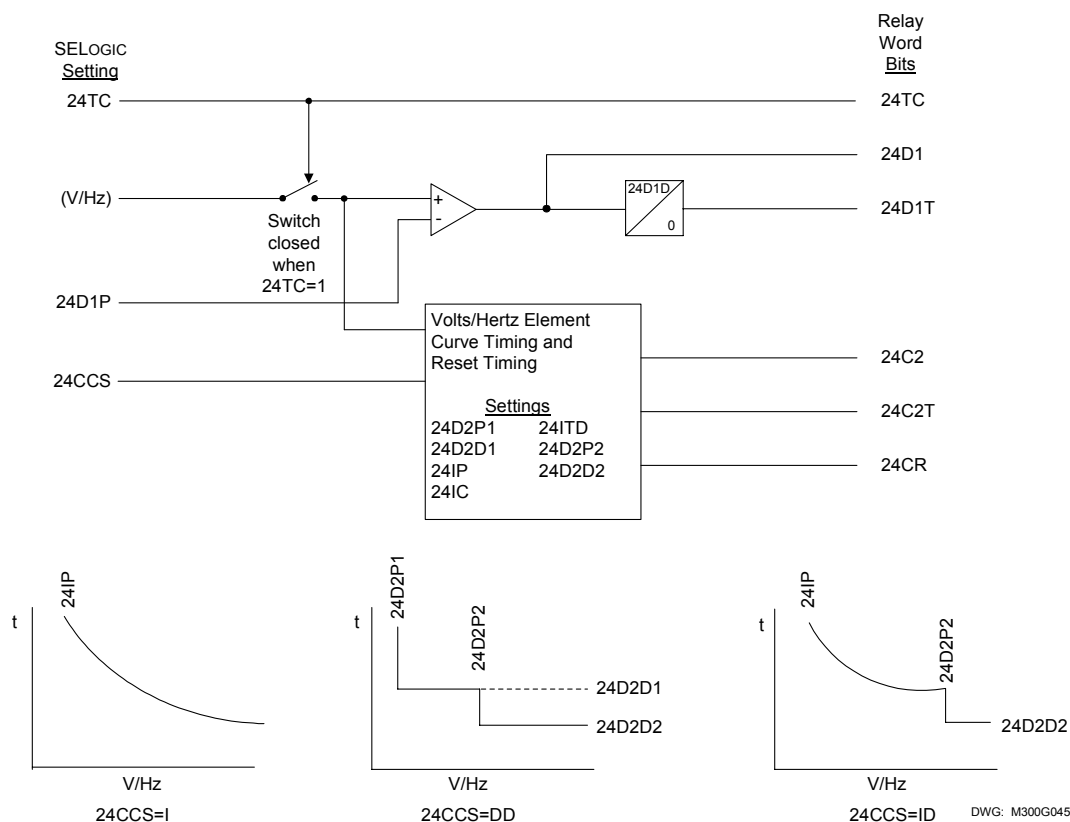 Relay
Word
Bits
SELOGIC
Setting
24TC
24TC
24D1
(V/Hz)
+
-
24D1D
0
24D1T
Switch
closed
when
24TC=1
24D1P
Volts/Hertz Element
Curve Timing and
Reset Timing
24C2
24CCS
Settings
24D2P1 24ITD
24D2D1 24D2P2
24IP 24D2D2
24IC
24C2T
24CR
24IP
t
V/Hz
24CCS=I
24D2P1
24D2P2
t
24D2D1
24D2D2
V/Hz
24CCS=DD
24IP
24D2P2
t
24D2D2
V/Hz
24CCS=ID
DWG: M300G045